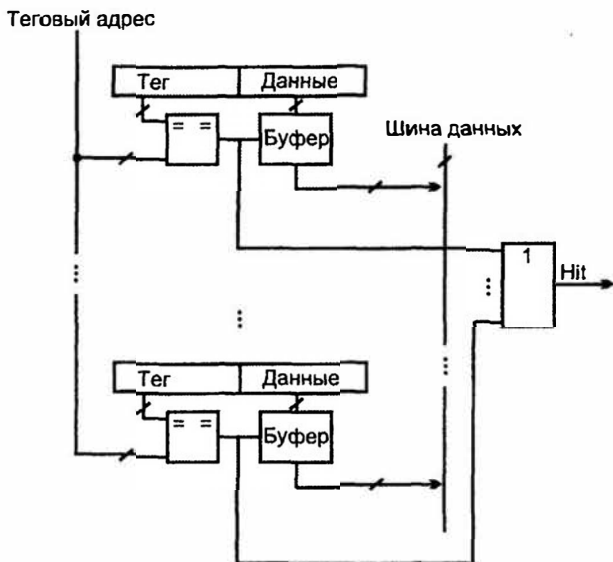 Теговый адрес
Тег Данные
= =
Буфер
Шина данных
1
Hit
Тег Данные
= =
Буфер